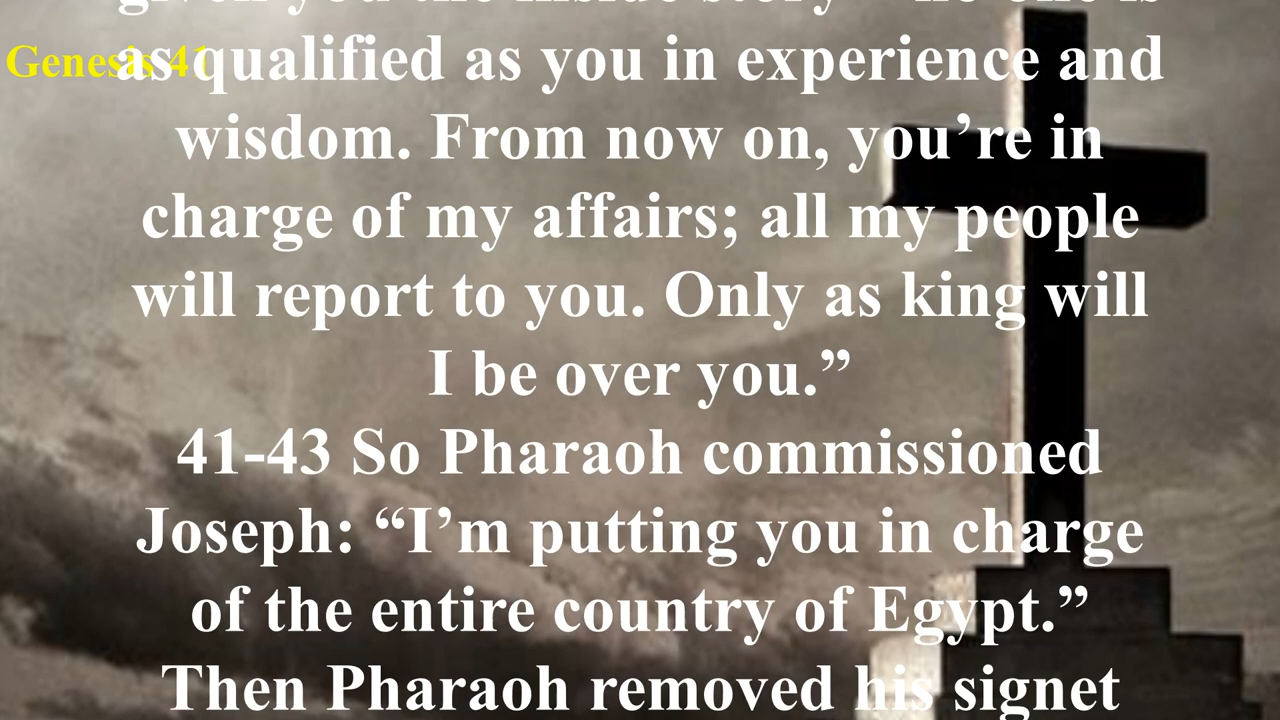 given you the inside story no one is
Genesis 41
as qualified as you in experience and
wisdom. From now on, you’re in
charge of my affairs; all my people
will report to you. Only as king will
I be over you.”
41-43 So Pharaoh commissioned
Joseph: “I’m putting you in charge
of the entire country of Egypt.”
Then Pharaoh removed his signet